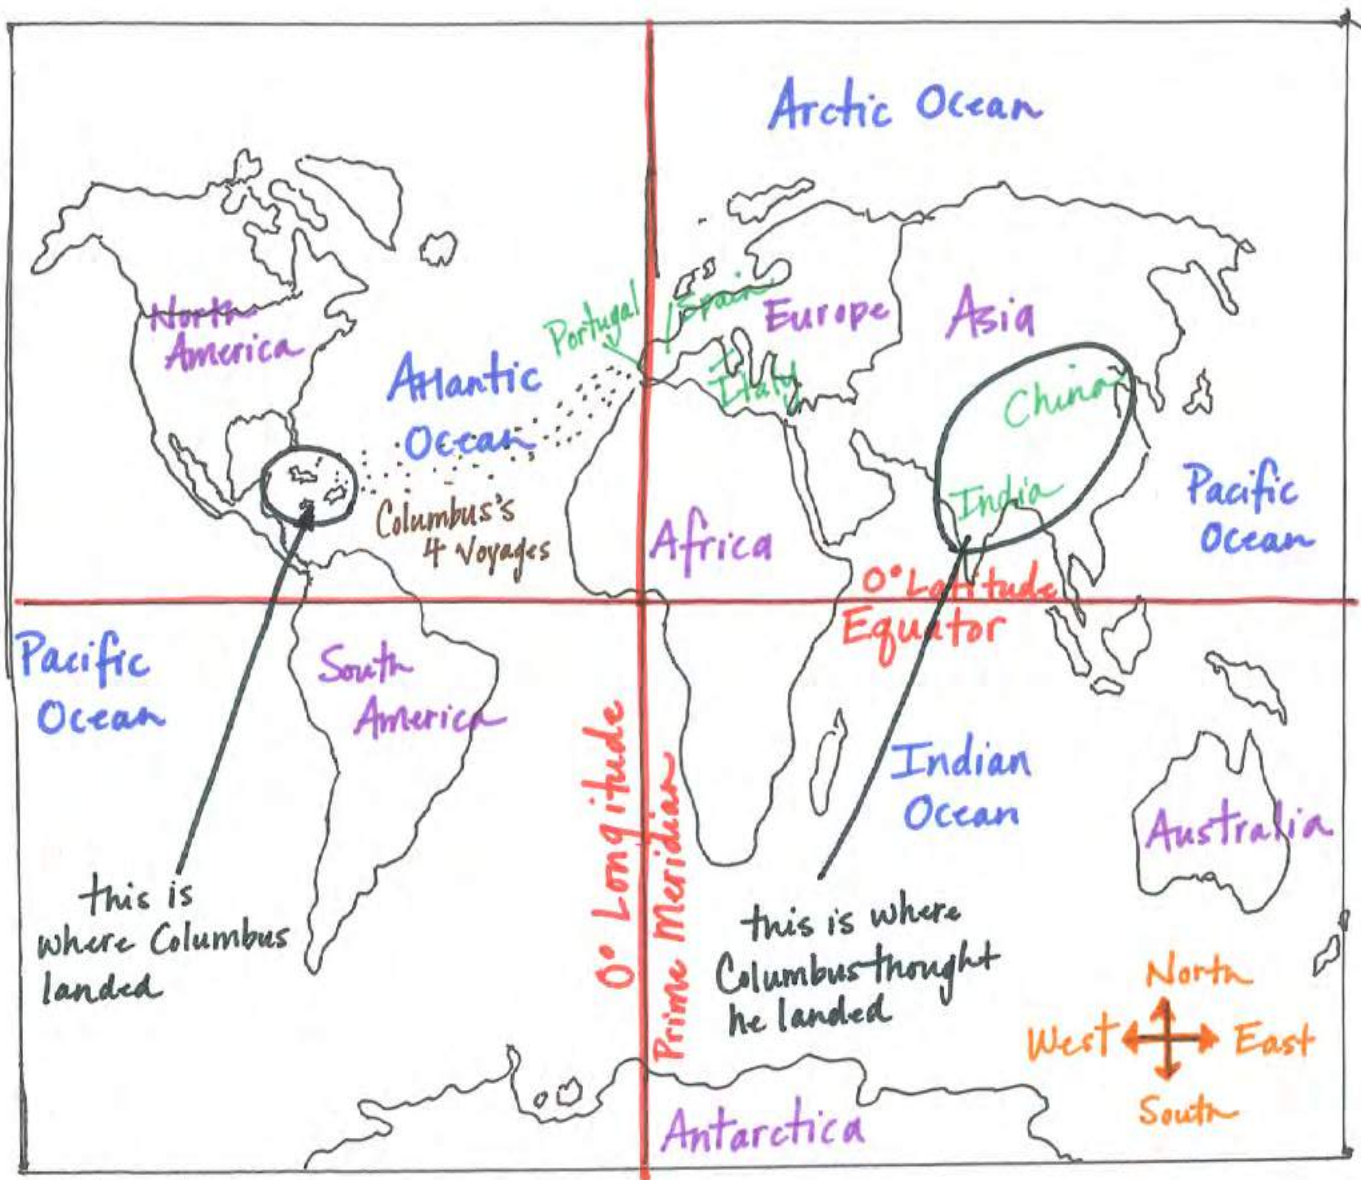 Arctic Ocean
North
America
Atlantic
Ocean
Portugal
Spain
Italy
Europe
Asia
China
India
Pacific
Ocean
Columbus's
4 Voyages
Africa
0° Latitude
Equator
Pacific
Ocean
South
America
0° Longitude
Prime Meridian
Indian
Ocean
Australia
this is
where Columbus
landed
this is where
Columbus thought
he landed
North
West
East
South
Antarctica